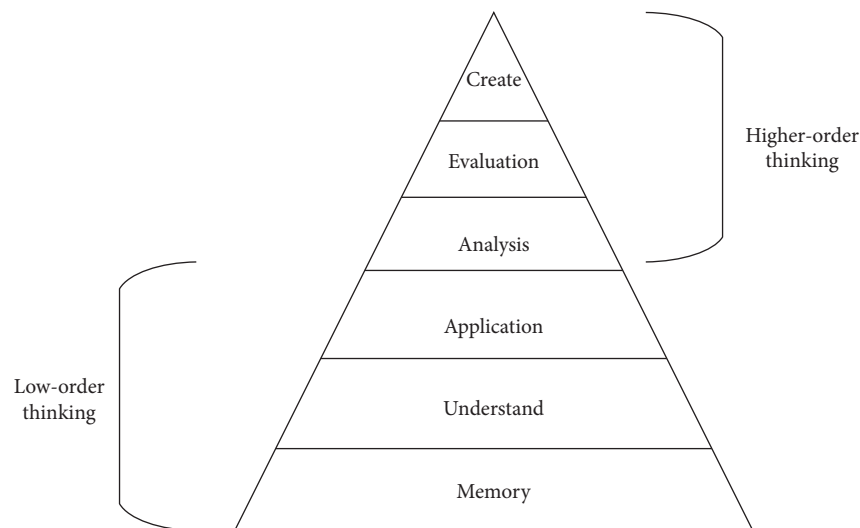 Create
Evaluation
Analysis
Application
Understand
Memory
Higher-order
thinking
Low-order
thinking